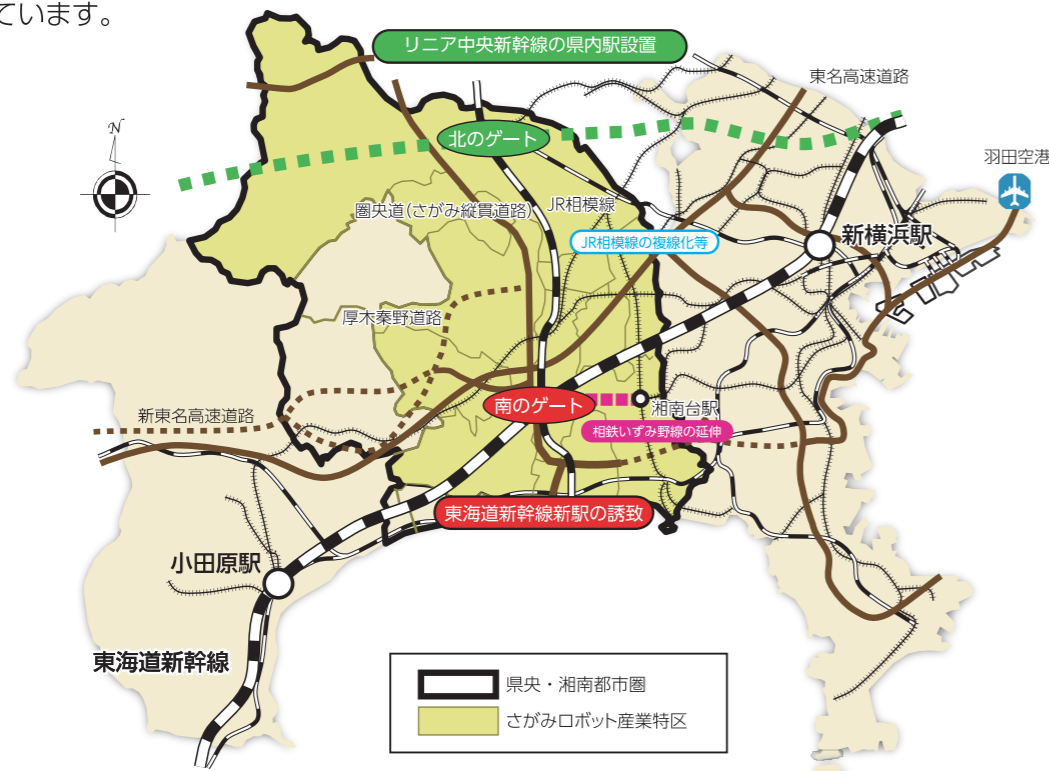 ています。
リニア中央新幹線の県内駅設置
東名高速道路
N
北のゲート
羽田空港
圏央道(さがみ縦貫道路)
JR相模線
新横浜駅
JR相模線の複線化等
厚木秦野道路
南のゲート
湘南台駅
新東名高速道路
相鉄いずみ野線の延伸
東海道新幹線新駅の誘致
小田原駅
東海道新幹線
県央・湘南都市圏
さがみロボット産業特区